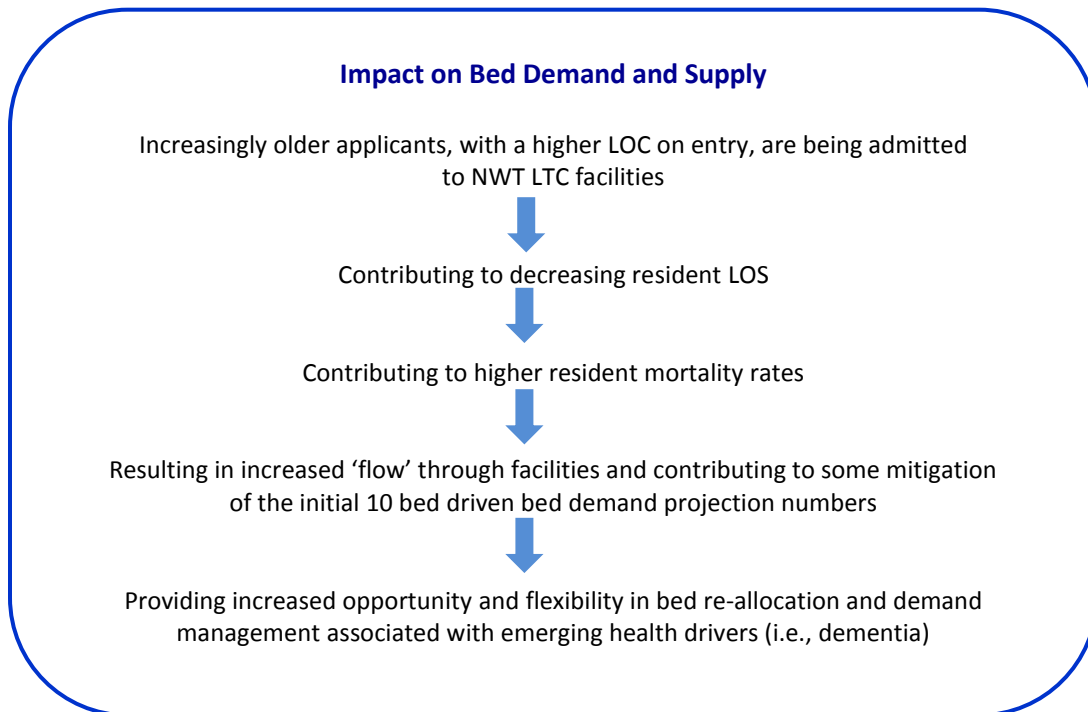 Impact on Bed Demand and Supply
Increasingly older applicants, with a higher LOC on entry, are being admitted
to NWT LTC facilities
Contributing to decreasing resident LOS
Contributing to higher resident mortality rates
Resulting in increased ‘flow’ through facilities and contributing to some mitigation
of the initial 10 bed driven bed demand projection numbers
Providing increased opportunity and flexibility in bed re-allocation and demand
management associated with emerging health drivers (i.e., dementia)